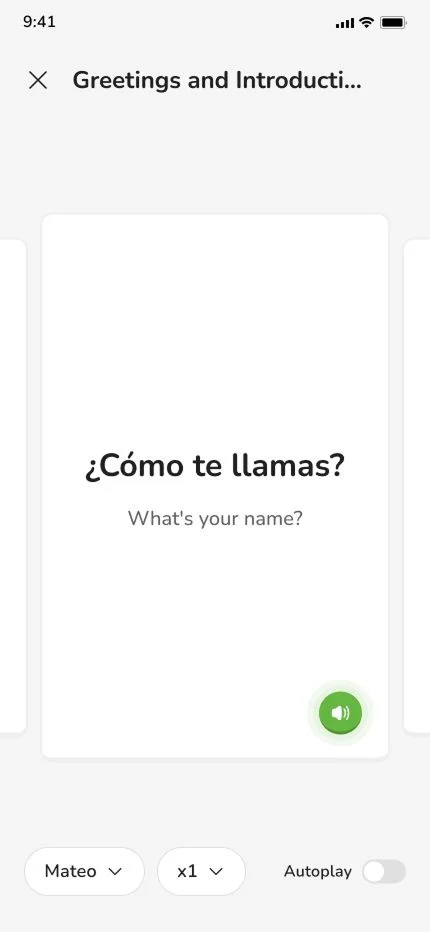 9:41
Greetings and Introducti...
¿Cómo te llamas?
What's your name?
Mateo
x1
Autoplay